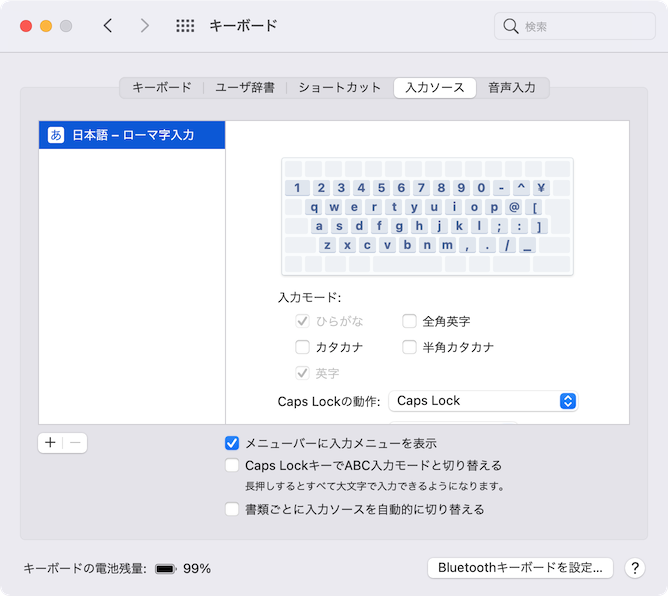 キーボード
検索
キーボード ユーザ辞書 ショートカット 入力ソース 音声入力
あ 日本語 – ローマ字入力
1 2 3 4 5 6 7 8 9 0 - ^ ¥
q w e r t y u i o p @ [
a s d f g h j k l ; : ]
z x c v b n m , . / _
入力モード:
ひらがな 全角英字
カタカナ 半角カタカナ
英字
Caps Lockの動作: Caps Lock
メニューバーに入力メニューを表示
Caps LockキーでABC入力モードと切り替える
長押しするとすべて大文字で入力できるようになります。
書類ごとに入力ソースを自動的に切り替える
キーボードの電池残量: 99% Bluetoothキーボードを設定... ?